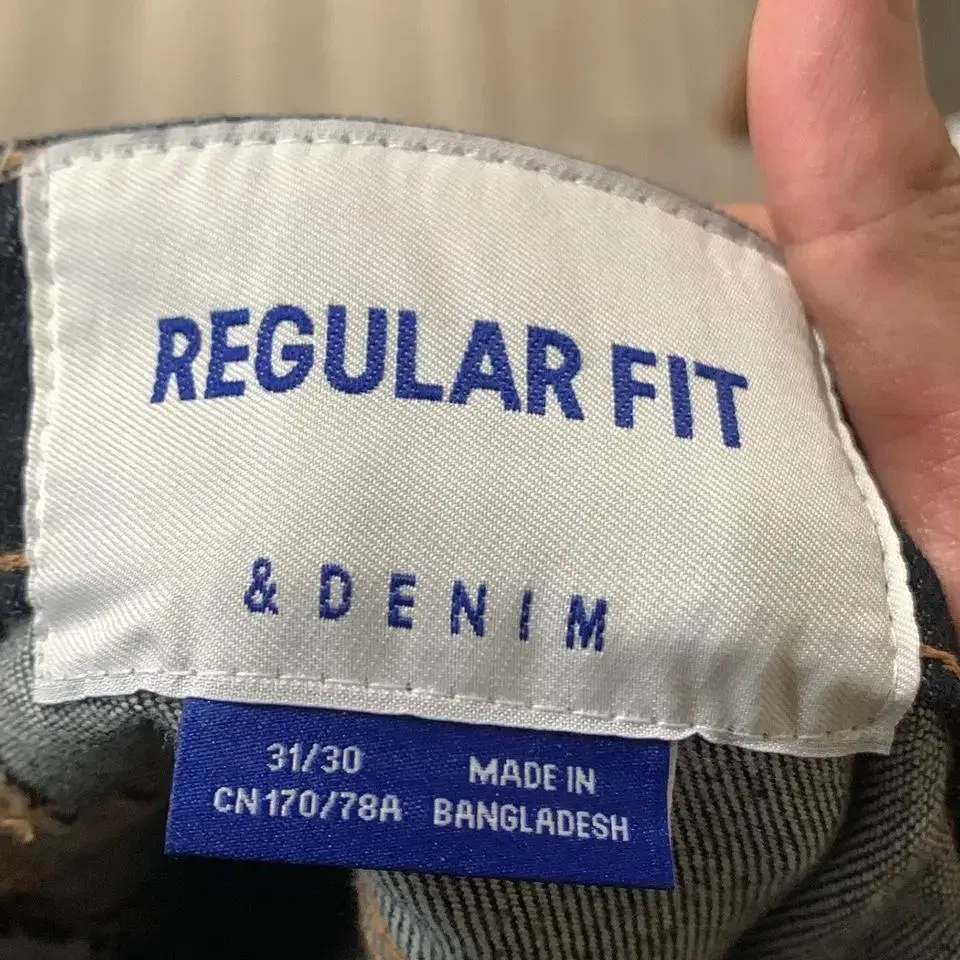 REGULAR FIT
& DENIM
31/30
CN170/78A
MADE IN
BANGLADESH